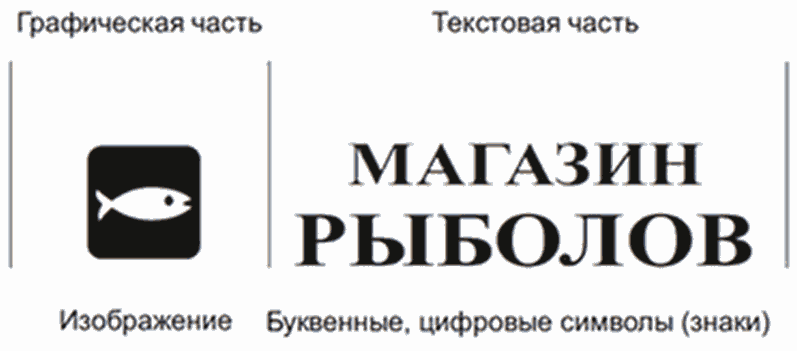 Графическая часть
Текстовая часть
МАГАЗИН
РЫБОЛОВ
Изображение
Буквенные, цифровые символы (знаки)